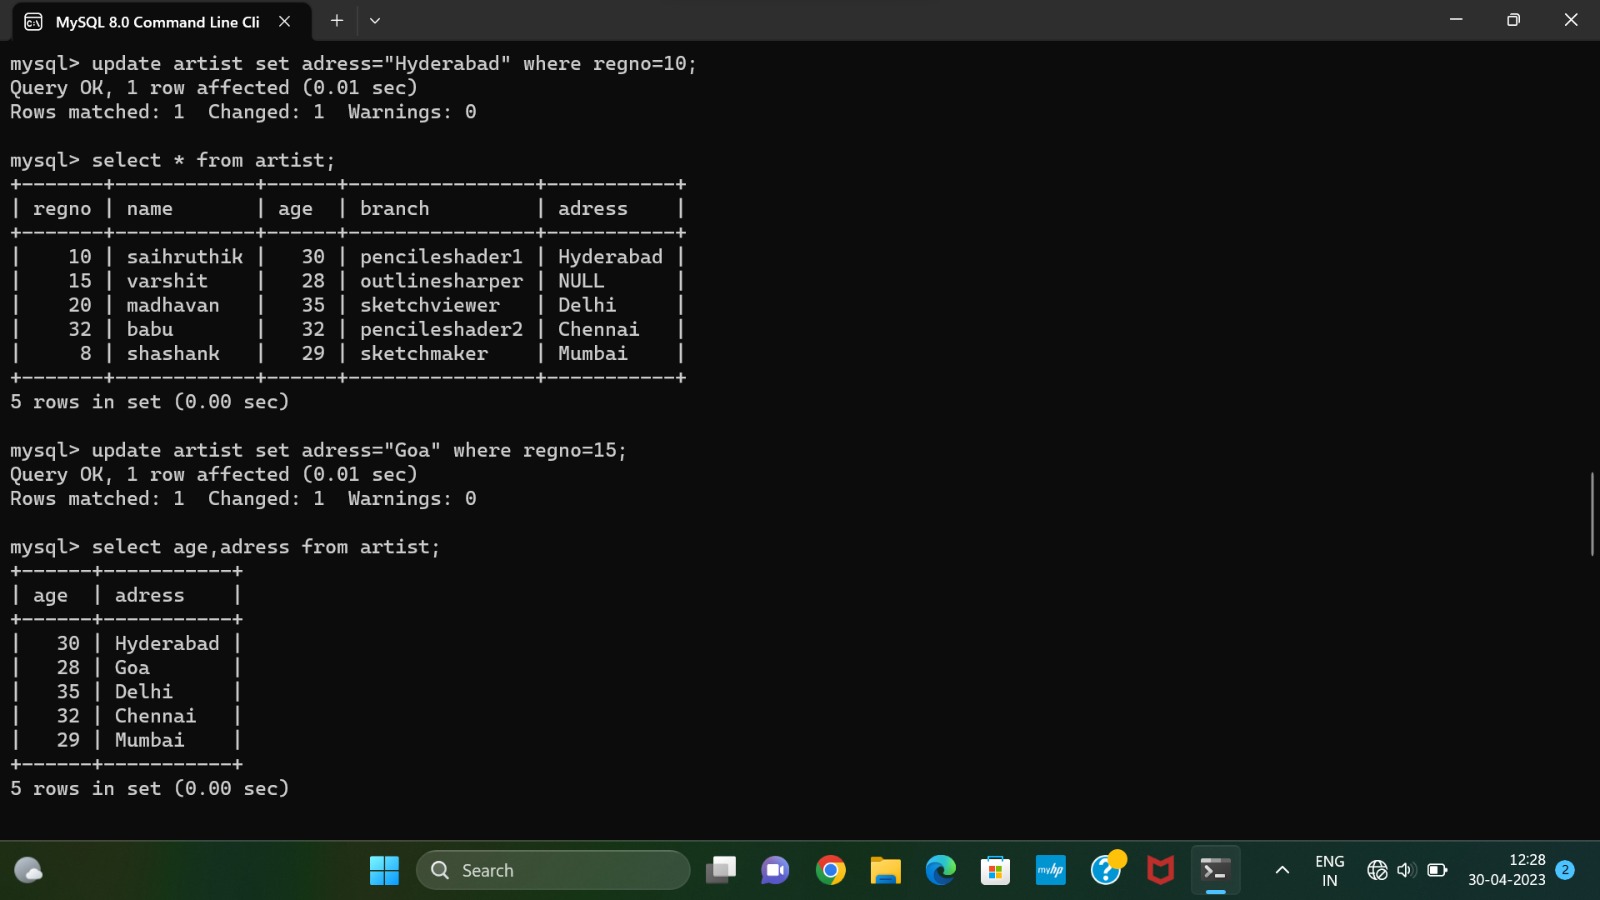 MySQL 8.0 Command Line Cli
mysql> update artist set adress="Hyderabad" where regno=10;
Query OK, 1 row affected (0.01 sec)
Rows matched: 1  Changed: 1  Warnings: 0
mysql> select * from artist;
+-------+------------+------+----------------+-----------+
| regno | name       | age  | branch         | adress    |
+-------+------------+------+----------------+-----------+
|    10 | saihruthik |   30 | pencileshader1 | Hyderabad |
|    15 | varshit    |   28 | outlinesharper | NULL      |
|    20 | madhavan   |   35 | sketchviewer   | Delhi     |
|    32 | babu       |   32 | pencileshader2 | Chennai   |
|     8 | shashank   |   29 | sketchmaker    | Mumbai    |
+-------+------------+------+----------------+-----------+
5 rows in set (0.00 sec)
mysql> update artist set adress="Goa" where regno=15;
Query OK, 1 row affected (0.01 sec)
Rows matched: 1  Changed: 1  Warnings: 0
mysql> select age,adress from artist;
+------+-----------+
| age  | adress    |
+------+-----------+
|   30 | Hyderabad |
|   28 | Goa       |
|   35 | Delhi     |
|   32 | Chennai   |
|   29 | Mumbai    |
+------+-----------+
5 rows in set (0.00 sec)
Search
myhp
ENG
IN
12:28
30-04-2023
2